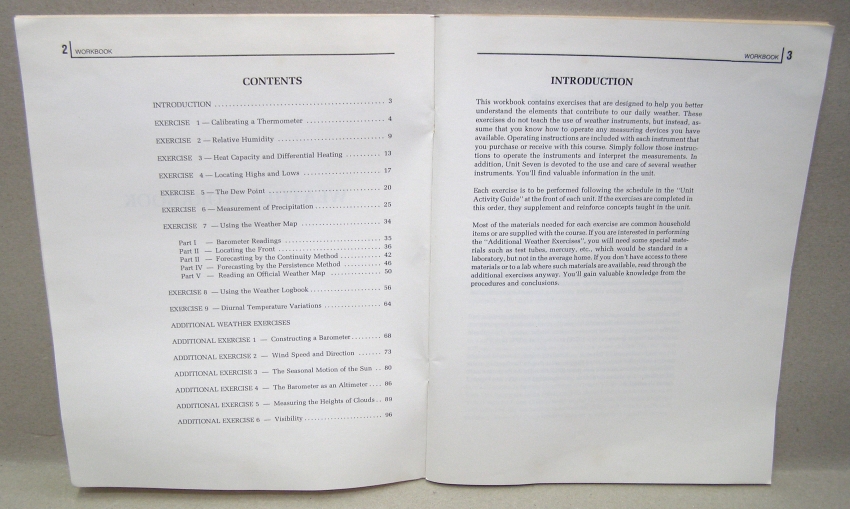 2 WORKBOOK
CONTENTS
INTRODUCTION ........................................ 3
EXERCISE 1 — Calibrating a Thermometer .................... 4
EXERCISE 2 — Relative Humidity ........................... 9
EXERCISE 3 — Heat Capacity and Differential Heating .......... 13
EXERCISE 4 — Locating Highs and Lows ..................... 17
EXERCISE 5 — The Dew Point .............................. 20
EXERCISE 6 — Measurement of Precipitation ................. 25
EXERCISE 7 — Using the Weather Map ....................... 34
Part I — Barometer Readings .......................... 35
Part II — Locating the Front ............................ 36
Part II — Forecasting by the Continuity Method ........... 42
Part IV — Forecasting by the Persistence Method .......... 46
Part V — Reading an Official Weather Map .............. 50
EXERCISE 8 — Using the Weather Logbook ................... 56
EXERCISE 9 — Diurnal Temperature Variations ............... 64
ADDITIONAL WEATHER EXERCISES
ADDITIONAL EXERCISE 1 — Constructing a Barometer ......... 68
ADDITIONAL EXERCISE 2 — Wind Speed and Direction ....... 73
ADDITIONAL EXERCISE 3 — The Seasonal Motion of the Sun .. 80
ADDITIONAL EXERCISE 4 — The Barometer as an Altimeter .... 86
ADDITIONAL EXERCISE 5 — Measuring the Heights of Clouds .. 89
ADDITIONAL EXERCISE 6 — Visibility ....................... 96
WORKBOOK 3
INTRODUCTION
This workbook contains exercises that are designed to help you better
understand the elements that contribute to our daily weather. These
exercises do not teach the use of weather instruments, but instead, as-
sume that you know how to operate any measuring devices you have
available. Operating instructions are included with each instrument that
you purchase or receive with this course. Simply follow those instruc-
tions to operate the instruments and interpret the measurements. In
addition, Unit Seven is devoted to the use and care of several weather
instruments. You'll find valuable information in the unit.
Each exercise is to be performed following the schedule in the "Unit
Activity Guide" at the front of each unit. If the exercises are completed in
this order, they supplement and reinforce concepts taught in the unit.
Most of the materials needed for each exercise are common household
items or are supplied with the course. If you are interested in performing
the "Additional Weather Exercises", you will need some special mate-
rials such as test tubes, mercury, etc., which would be standard in a
laboratory, but not in the average home. If you don't have access to these
materials or to a lab where such materials are available, read through the
additional exercises anyway. You'll gain valuable knowledge from the
procedures and conclusions.